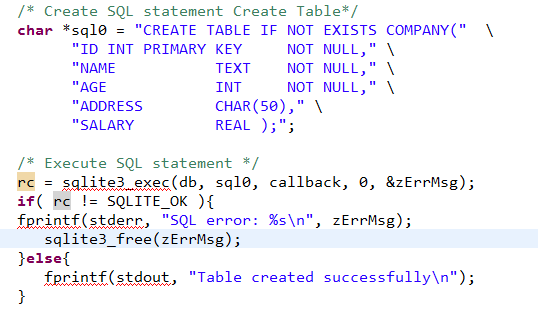 /* Create SQL statement Create Table*/
char *sql0 = "CREATE TABLE IF NOT EXISTS COMPANY("  \
      "ID INT PRIMARY KEY     NOT NULL," \
      "NAME           TEXT    NOT NULL," \
      "AGE            INT     NOT NULL," \
      "ADDRESS        CHAR(50)," \
      "SALARY         REAL );";

/* Execute SQL statement */
rc = sqlite3_exec(db, sql0, callback, 0, &zErrMsg);
if( rc != SQLITE_OK ){
fprintf(stderr, "SQL error: %s\n", zErrMsg);
   sqlite3_free(zErrMsg);
}else{
   fprintf(stdout, "Table created successfully\n");
}